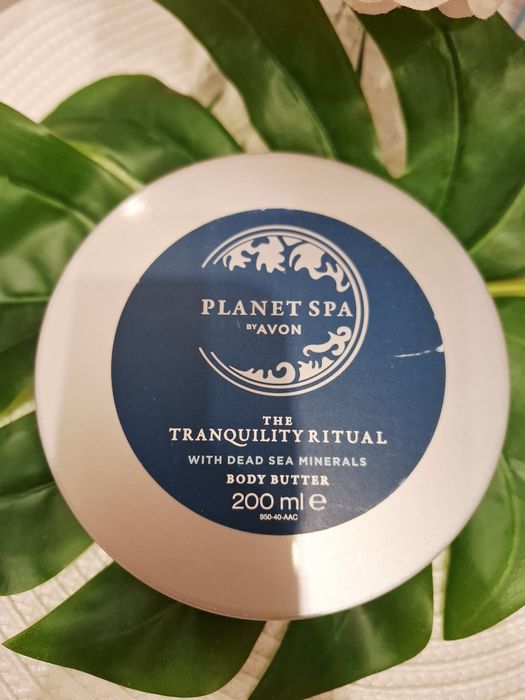 PLANET SPA
BY AVON
THE
TRANQUILITY RITUAL
WITH DEAD SEA MINERALS
BODY BUTTER
200 ml ℮
950-40-AAC